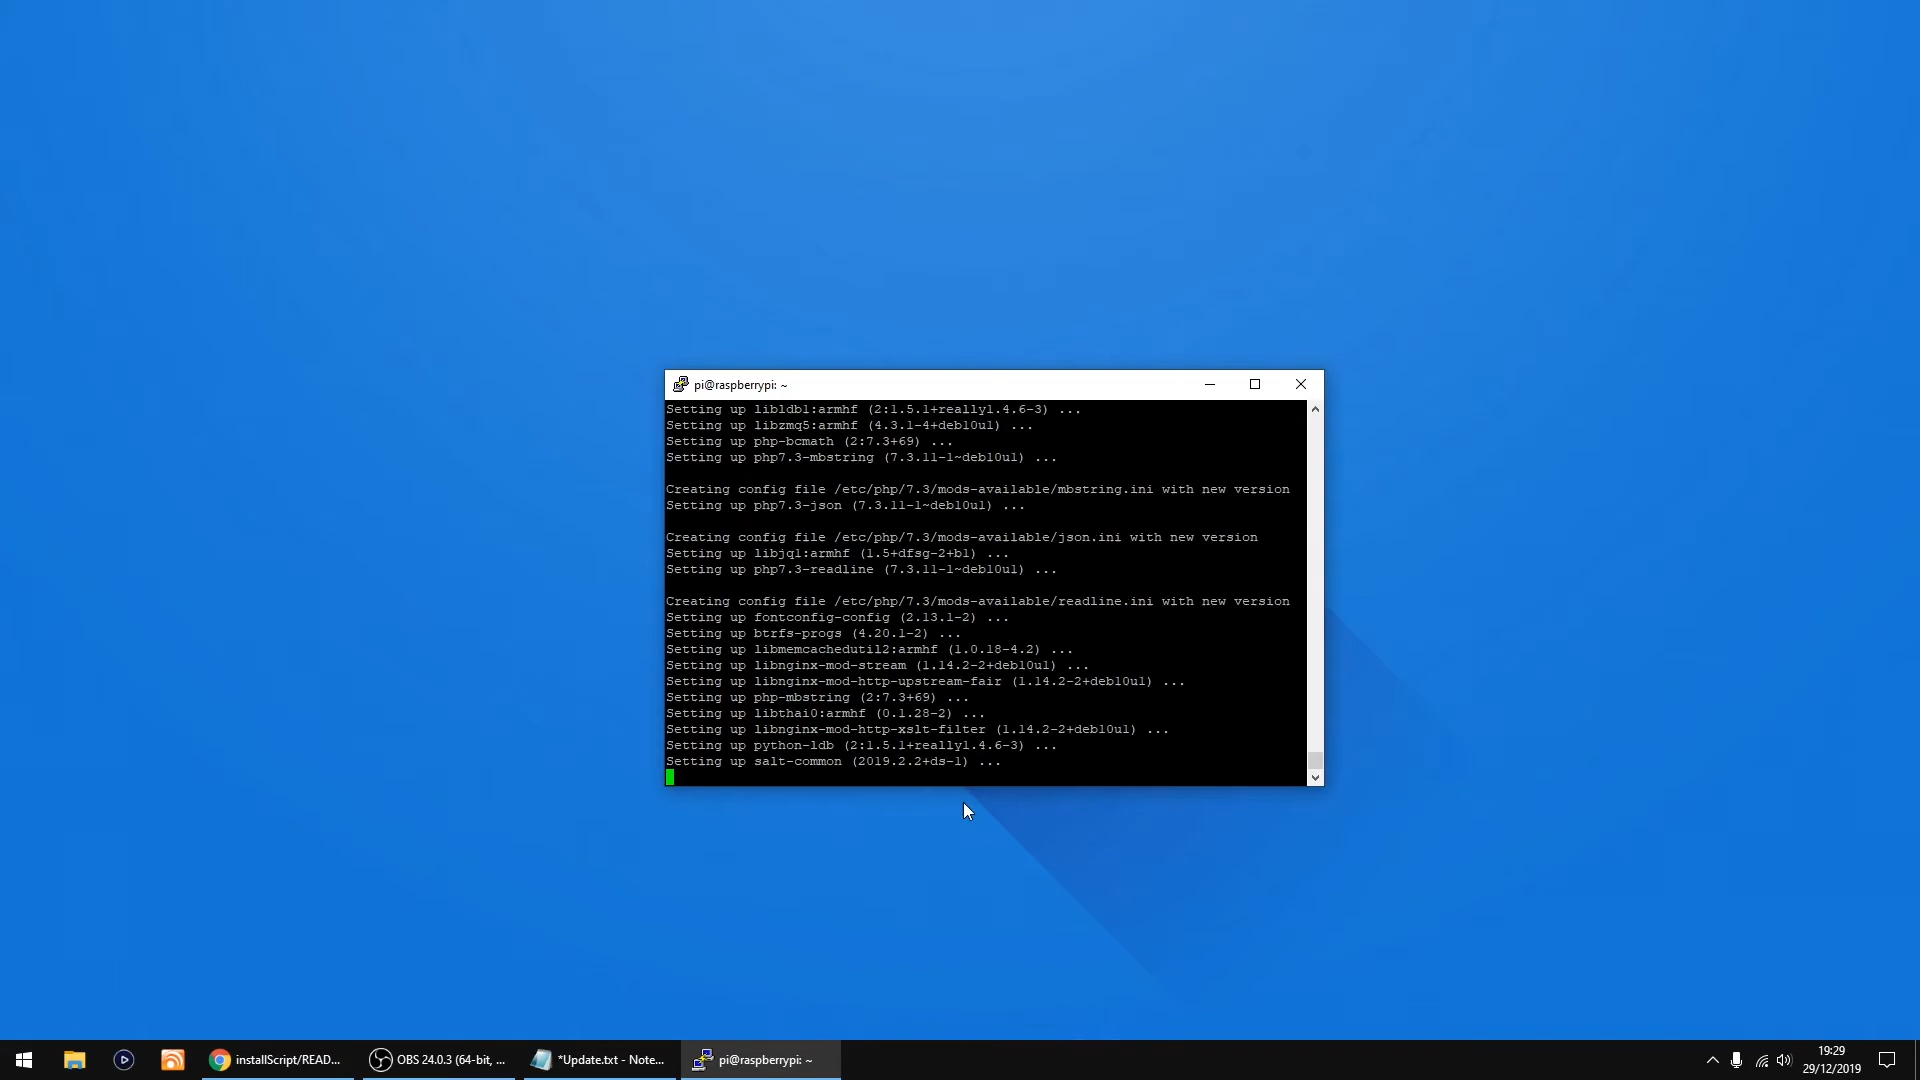 pi@raspberrypi: ~
Setting up libldb1:armhf (2:1.5.1+really1.4.6-3) ...
Setting up libzmq5:armhf (4.3.1-4+deb10u1) ...
Setting up php-bcmath (2:7.3+69) ...
Setting up php7.3-mbstring (7.3.11-1~deb10u1) ...
Creating config file /etc/php/7.3/mods-available/mbstring.ini with new version
Setting up php7.3-json (7.3.11-1~deb10u1) ...
Creating config file /etc/php/7.3/mods-available/json.ini with new version
Setting up libjq1:armhf (1.5+dfsg-2+b1) ...
Setting up php7.3-readline (7.3.11-1~deb10u1) ...
Creating config file /etc/php/7.3/mods-available/readline.ini with new version
Setting up fontconfig-config (2.13.1-2) ...
Setting up btrfs-progs (4.20.1-2) ...
Setting up libmemcachedutil2:armhf (1.0.18-4.2) ...
Setting up libnginx-mod-stream (1.14.2-2+deb10u1) ...
Setting up libnginx-mod-http-upstream-fair (1.14.2-2+deb10u1) ...
Setting up php-mbstring (2:7.3+69) ...
Setting up libthai0:armhf (0.1.28-2) ...
Setting up libnginx-mod-http-xslt-filter (1.14.2-2+deb10u1) ...
Setting up python-ldb (2:1.5.1+really1.4.6-3) ...
Setting up salt-common (2019.2.2+ds-1) ...
installScript/READ...
OBS 24.0.3 (64-bit, ...
*Update.txt - Note...
pi@raspberrypi: ~
19:29
29/12/2019